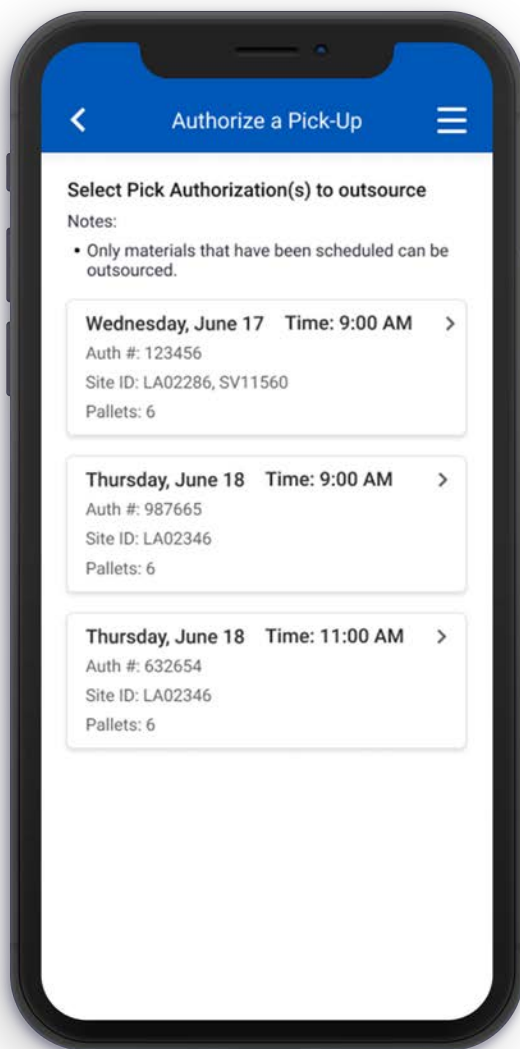 Authorize a Pick-Up
Select Pick Authorization(s) to outsource
Notes:
• Only materials that have been scheduled can be
outsourced.
Wednesday, June 17 Time: 9:00 AM
Auth #: 123456
Site ID: LA02286, SV11560
Pallets: 6
Thursday, June 18 Time: 9:00 AM
Auth #: 987665
Site ID: LA02346
Pallets: 6
Thursday, June 18 Time: 11:00 AM
Auth #: 632654
Site ID: LA02346
Pallets: 6